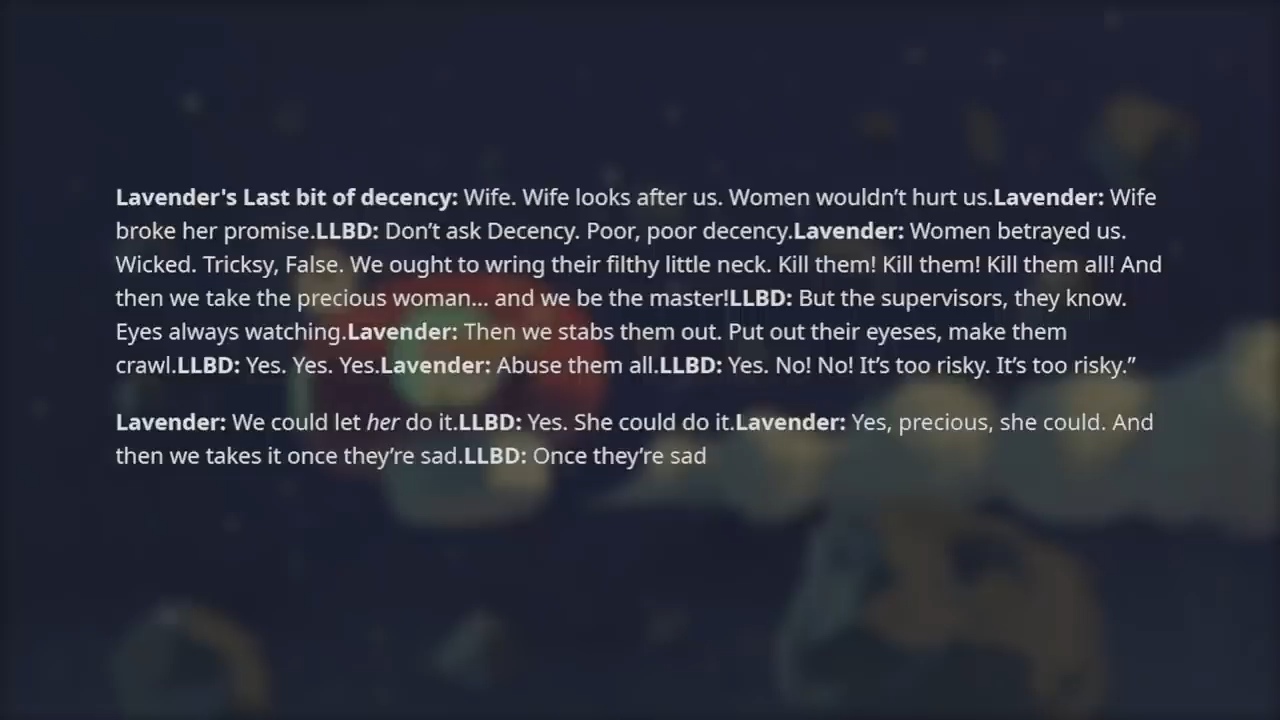 Lavender's Last bit of decency: Wife. Wife looks after us. Women wouldn’t hurt us.Lavender: Wife
broke her promise.LLBD: Don’t ask Decency. Poor, poor decency.Lavender: Women betrayed us.
Wicked. Tricksy, False. We ought to wring their filthy little neck. Kill them! Kill them! Kill them all! And
then we take the precious woman... and we be the master!LLBD: But the supervisors, they know.
Eyes always watching.Lavender: Then we stabs them out. Put out their eyeses, make them
crawl.LLBD: Yes. Yes. Yes.Lavender: Abuse them all.LLBD: Yes. No! No! It’s too risky. It’s too risky.”
Lavender: We could let her do it.LLBD: Yes. She could do it.Lavender: Yes, precious, she could. And
then we takes it once they’re sad.LLBD: Once they’re sad